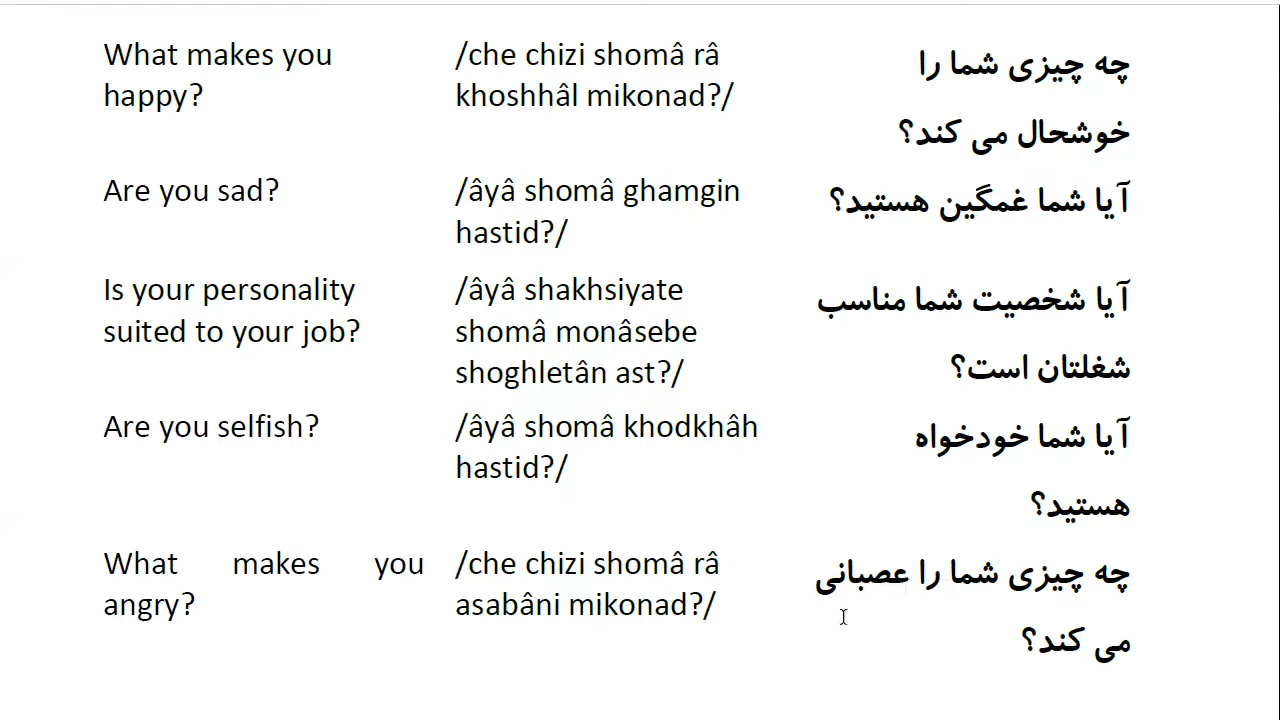 What makes you
happy?
/che chizi shomâ râ
khoshhâl mikonad?/
چه چیزی شما را
خوشحال می کند؟
Are you sad?
/âyâ shomâ ghamgin
hastid?/
آیا شما غمگین هستید؟
Is your personality
suited to your job?
/âyâ shakhsiyate
shomâ monâsebe
shoghletân ast?/
آیا شخصیت شما مناسب
شغلتان است؟
Are you selfish?
/âyâ shomâ khodkhâh
hastid?/
آیا شما خودخواه
هستید؟
What makes you
angry?
/che chizi shomâ râ
asabâni mikonad?/
چه چیزی شما را عصبانی
می کند؟